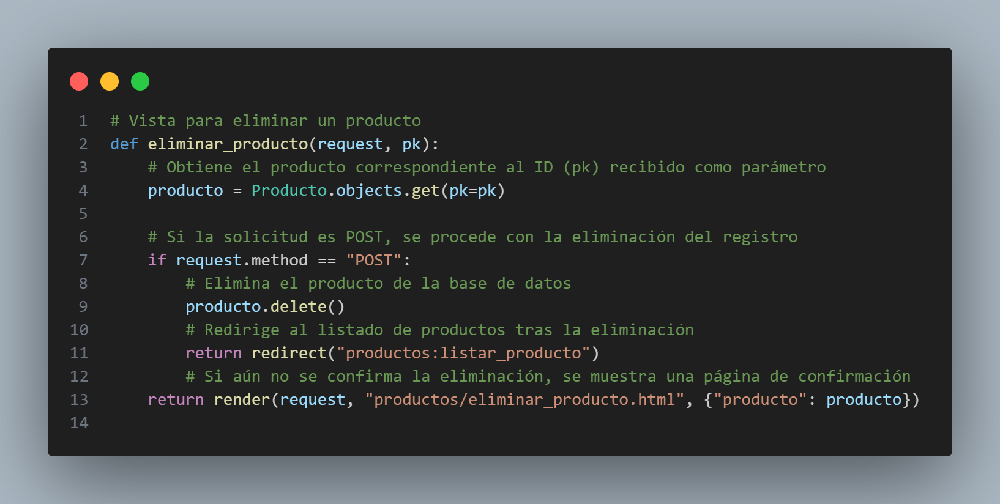 1 # Vista para eliminar un producto
2 def eliminar_producto(request, pk):
3     # Obtiene el producto correspondiente al ID (pk) recibido como parámetro
4     producto = Producto.objects.get(pk=pk)
5
6     # Si la solicitud es POST, se procede con la eliminación del registro
7     if request.method == "POST":
8         # Elimina el producto de la base de datos
9         producto.delete()
10         # Redirige al listado de productos tras la eliminación
11         return redirect("productos:listar_producto")
12         # Si aún no se confirma la eliminación, se muestra una página de confirmación
13     return render(request, "productos/eliminar_producto.html", {"producto": producto})
14